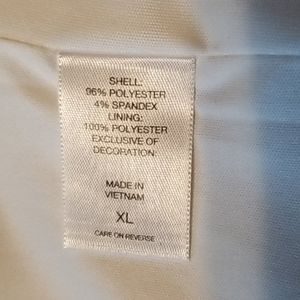 SHELL:
96% POLYESTER
4% SPANDEX
LINING:
100% POLYESTER
EXCLUSIVE OF
DECORATION.
MADE IN
VIETNAM
XL
CARE ON REVERSE